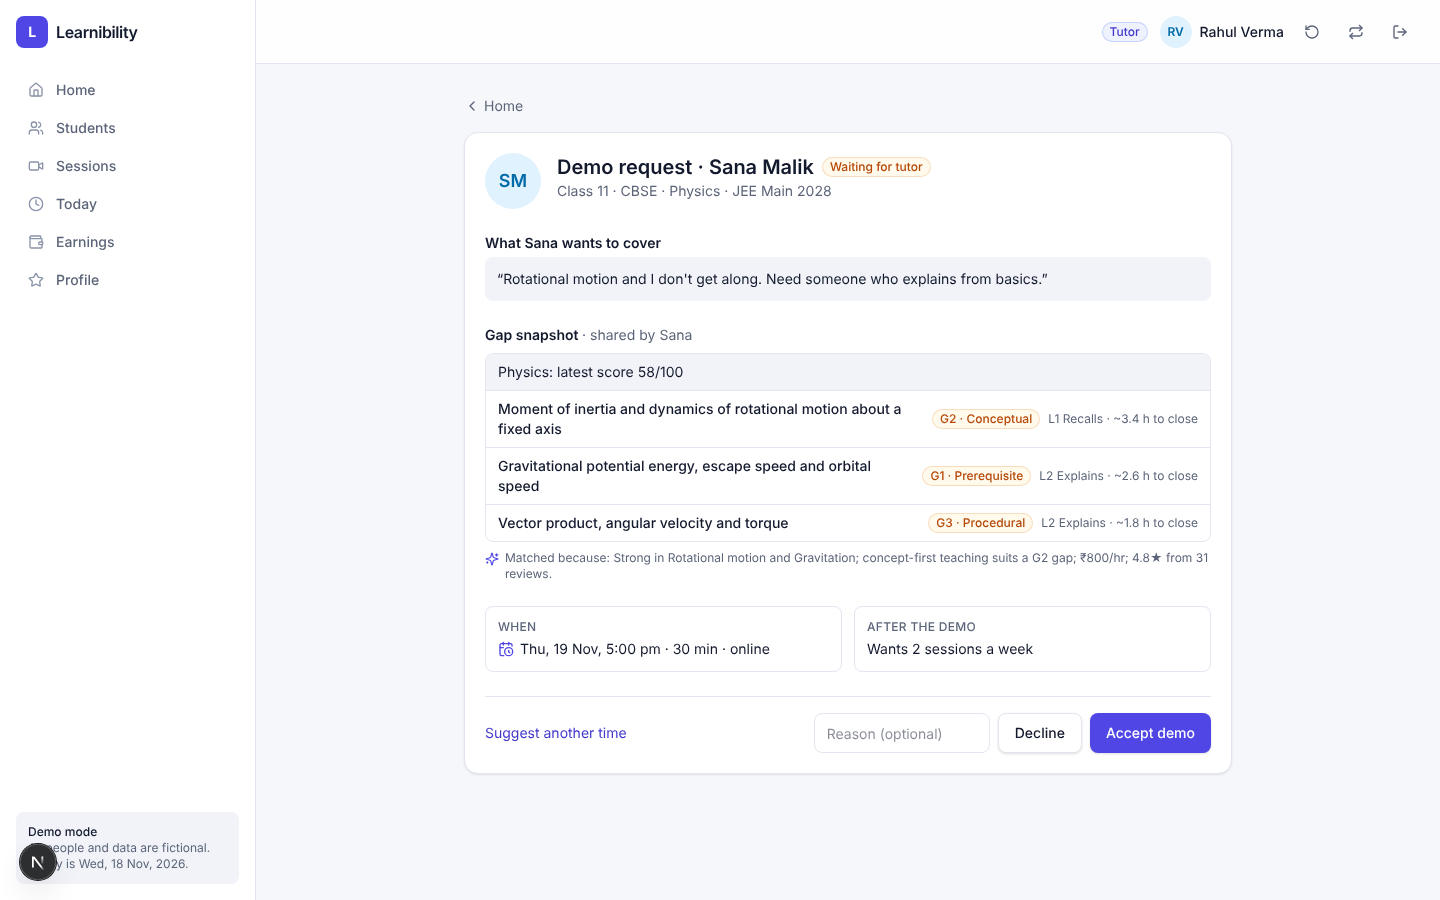 L Learnibility
Tutor RV Rahul Verma
Home
Students
Sessions
Today
Earnings
Profile
Home
SM
Demo request · Sana Malik Waiting for tutor
Class 11 · CBSE · Physics · JEE Main 2028
What Sana wants to cover
“Rotational motion and I don't get along. Need someone who explains from basics.”
Gap snapshot · shared by Sana
Physics: latest score 58/100
Moment of inertia and dynamics of rotational motion about a
fixed axis
G2 · Conceptual L1 Recalls · ~3.4 h to close
Gravitational potential energy, escape speed and orbital
speed
G1 · Prerequisite L2 Explains · ~2.6 h to close
Vector product, angular velocity and torque G3 · Procedural L2 Explains · ~1.8 h to close
Matched because: Strong in Rotational motion and Gravitation; concept-first teaching suits a G2 gap; ₹800/hr; 4.8★ from 31
reviews.
WHEN
Thu, 19 Nov, 5:00 pm · 30 min · online
AFTER THE DEMO
Wants 2 sessions a week
Suggest another time Reason (optional) Decline Accept demo
Demo mode
people and data are fictional.
is Wed, 18 Nov, 2026.
N